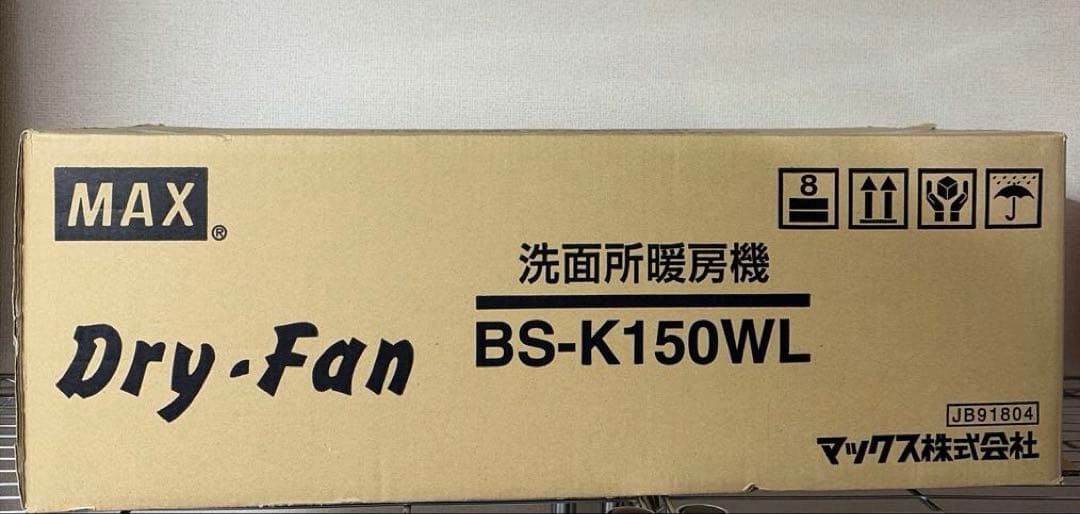 MAX®
8
洗面所暖房機
Dry・Fan
BS-K150WL
JB91804
マックス株式会社